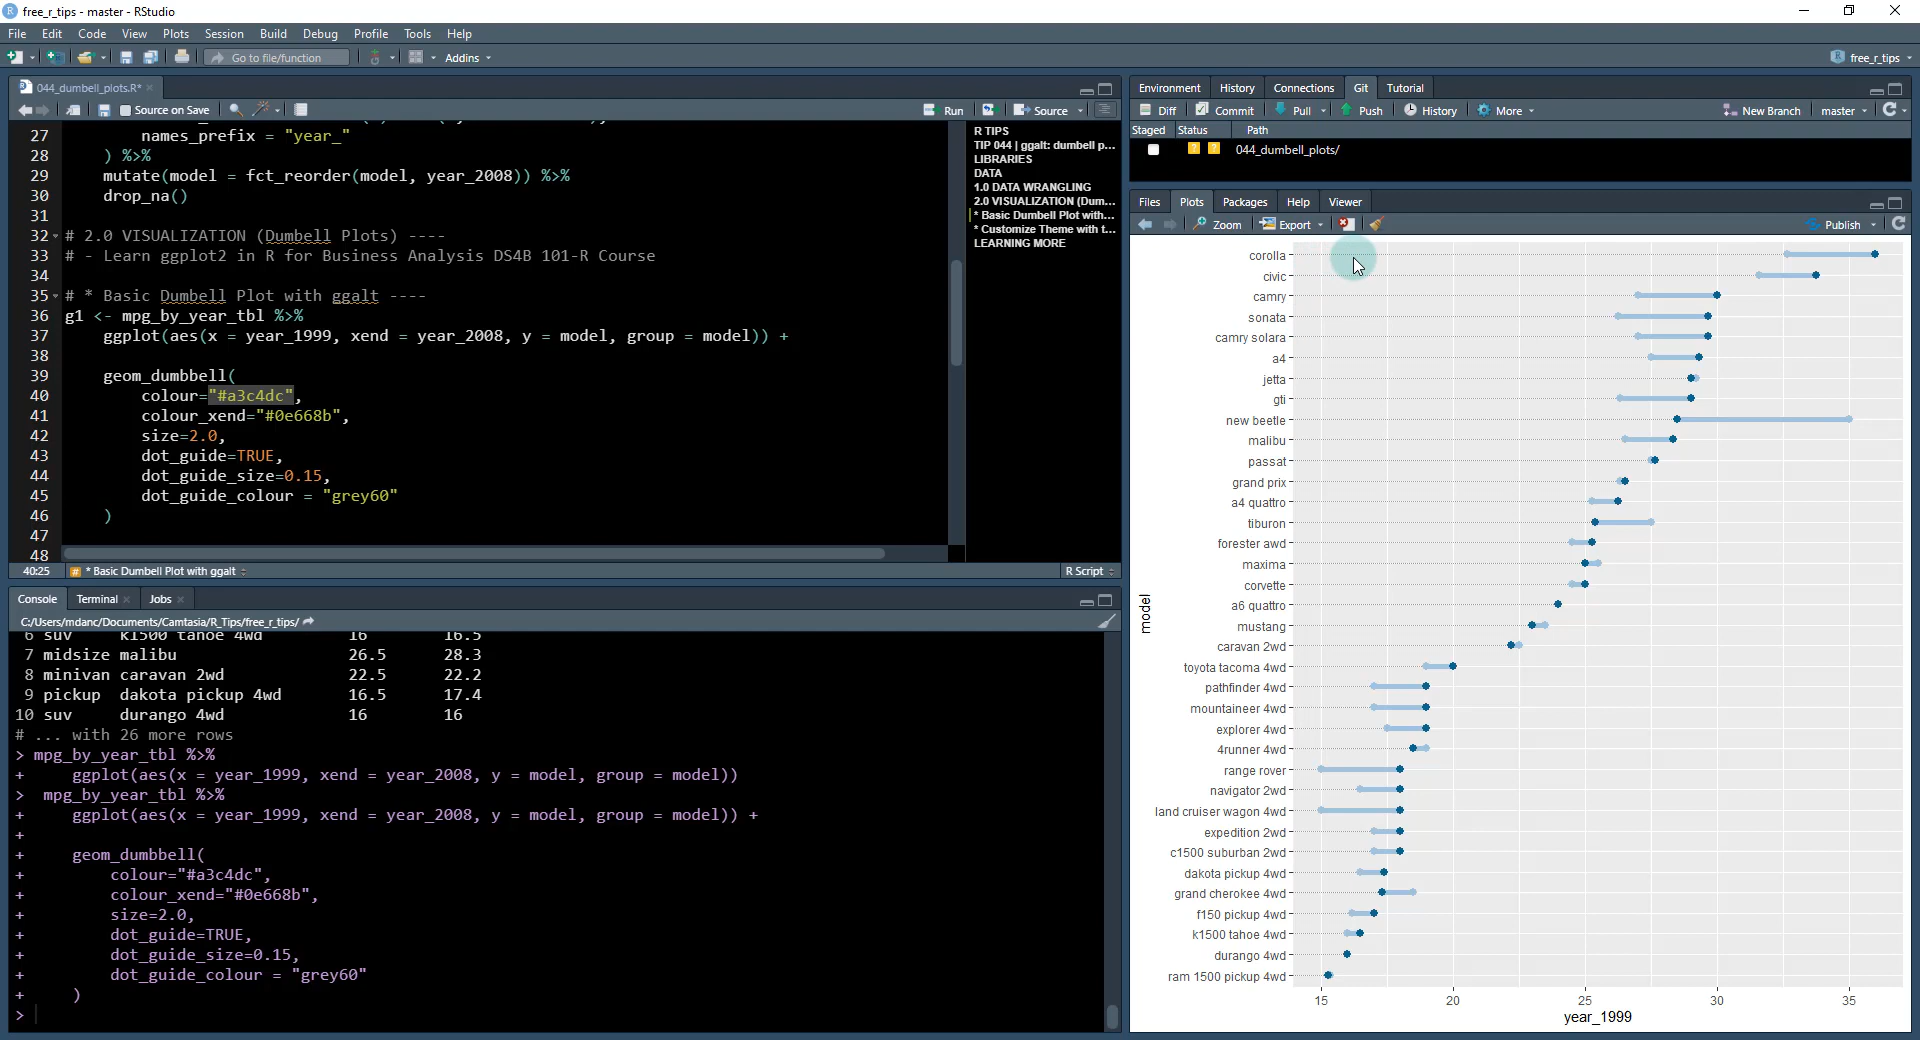 free_r_tips - master - RStudio
File Edit Code View Plots Session Build Debug Profile Tools Help
Go to file/function Addins free_r_tips
044_dumbell_plots.R*
Source on Save Run Source
27 names_prefix = "year_"
28 ) %>%
29 mutate(model = fct_reorder(model, year_2008)) %>%
30 drop_na()
31
32 # 2.0 VISUALIZATION (Dumbell Plots) ----
33 # - Learn ggplot2 in R for Business Analysis DS4B 101-R Course
34
35 # * Basic Dumbell Plot with ggalt ----
36 g1 <- mpg_by_year_tbl %>%
37 ggplot(aes(x = year_1999, xend = year_2008, y = model, group = model)) +
38
39 geom_dumbbell(
40 colour="#a3c4dc",
41 colour_xend="#0e668b",
42 size=2.0,
43 dot_guide=TRUE,
44 dot_guide_size=0.15,
45 dot_guide_colour = "grey60"
46 )
47
48
R TIPS
TIP 044 | ggalt: dumbell p...
LIBRARIES
DATA
1.0 DATA WRANGLING
2.0 VISUALIZATION (Dum...
* Basic Dumbell Plot with...
* Customize Theme with t...
LEARNING MORE
40:25 # * Basic Dumbell Plot with ggalt R Script
Console Terminal Jobs
C:/Users/mdanc/Documents/Camtasia/R_Tips/free_r_tips/
6 suv k1500 tahoe 4wd 16 16.5
7 midsize malibu 26.5 28.3
8 minivan caravan 2wd 22.5 22.2
9 pickup dakota pickup 4wd 16.5 17.4
10 suv durango 4wd 16 16
# ... with 26 more rows
> mpg_by_year_tbl %>%
+ ggplot(aes(x = year_1999, xend = year_2008, y = model, group = model))
> mpg_by_year_tbl %>%
+ ggplot(aes(x = year_1999, xend = year_2008, y = model, group = model)) +
+
+ geom_dumbbell(
+ colour="#a3c4dc",
+ colour_xend="#0e668b",
+ size=2.0,
+ dot_guide=TRUE,
+ dot_guide_size=0.15,
+ dot_guide_colour = "grey60"
+ )
>
Environment History Connections Git Tutorial
Diff Commit Pull Push History More New Branch master
Staged Status Path
? ? 044_dumbell_plots/
Files Plots Packages Help Viewer
Zoom Export Publish
corolla
civic
camry
sonata
camry solara
a4
jetta
gti
new beetle
malibu
passat
grand prix
a4 quattro
tiburon
forester awd
maxima
corvette
a6 quattro
mustang
caravan 2wd
toyota tacoma 4wd
pathfinder 4wd
mountaineer 4wd
explorer 4wd
4runner 4wd
range rover
navigator 2wd
land cruiser wagon 4wd
expedition 2wd
c1500 suburban 2wd
dakota pickup 4wd
grand cherokee 4wd
f150 pickup 4wd
k1500 tahoe 4wd
durango 4wd
ram 1500 pickup 4wd
model
15 20 25 30 35
year_1999